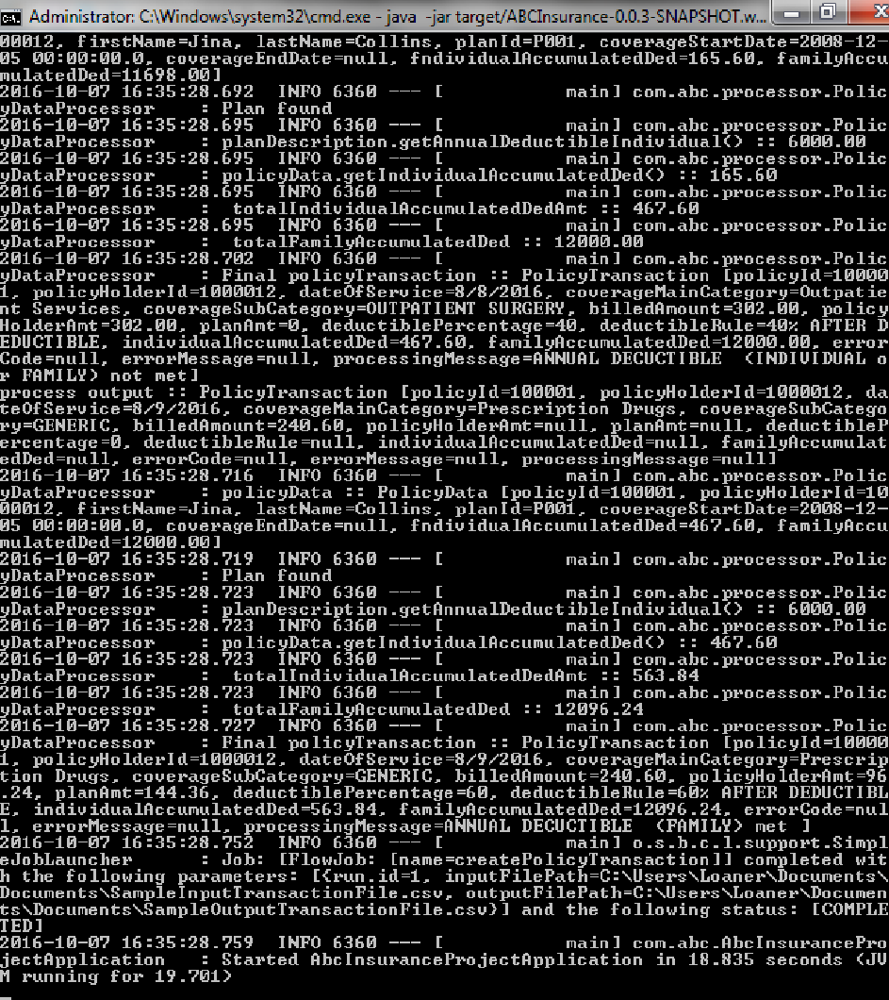 Administrator: C:\Windows\system32\cmd.exe - java -jar target/ABCInsurance-0.0.3-SNAPSHOT.w...
00012, firstName=Jina, lastName=Collins, planId=P001, coverageStartDate=2008-12-
05 00:00:00.0, coverageEndDate=null, fndividualAccumulatedDed=165.60, familyAccu
mulatedDed=11698.00]
2016-10-07 16:35:28.692  INFO 6360 --- [           main] com.abc.processor.Polic
yDataProcessor     : Plan found
2016-10-07 16:35:28.695  INFO 6360 --- [           main] com.abc.processor.Polic
yDataProcessor     : planDescription.getAnnualDeductibleIndividual() :: 6000.00
2016-10-07 16:35:28.695  INFO 6360 --- [           main] com.abc.processor.Polic
yDataProcessor     : policyData.getIndividualAccumulatedDed() :: 165.60
2016-10-07 16:35:28.695  INFO 6360 --- [           main] com.abc.processor.Polic
yDataProcessor     :  totalIndividualAccumulatedDedAmt :: 467.60
2016-10-07 16:35:28.695  INFO 6360 --- [           main] com.abc.processor.Polic
yDataProcessor     :  totalFamilyAccumulatedDed :: 12000.00
2016-10-07 16:35:28.702  INFO 6360 --- [           main] com.abc.processor.Polic
yDataProcessor     : Final policyTransaction :: PolicyTransaction [policyId=10000
1, policyHolderId=1000012, dateOfService=8/8/2016, coverageMainCategory=Outpatie
nt Services, coverageSubCategory=OUTPATIENT SURGERY, billedAmount=302.00, policy
HolderAmt=302.00, planAmt=0, deductiblePercentage=40, deductibleRule=40% AFTER D
EDUCTIBLE, individualAccumulatedDed=467.60, familyAccumulatedDed=12000.00, error
Code=null, errorMessage=null, processingMessage=ANNUAL DECUCTIBLE  (INDIVIDUAL o
r FAMILY) not met]
process output :: PolicyTransaction [policyId=100001, policyHolderId=1000012, da
teOfService=8/9/2016, coverageMainCategory=Prescription Drugs, coverageSubCatego
ry=GENERIC, billedAmount=240.60, policyHolderAmt=null, planAmt=null, deductibleP
ercentage=0, deductibleRule=null, individualAccumulatedDed=null, familyAccumulat
edDed=null, errorCode=null, errorMessage=null, processingMessage=null]
2016-10-07 16:35:28.716  INFO 6360 --- [           main] com.abc.processor.Polic
yDataProcessor     : policyData :: PolicyData [policyId=100001, policyHolderId=10
00012, firstName=Jina, lastName=Collins, planId=P001, coverageStartDate=2008-12-
05 00:00:00.0, coverageEndDate=null, fndividualAccumulatedDed=467.60, familyAccu
mulatedDed=12000.00]
2016-10-07 16:35:28.719  INFO 6360 --- [           main] com.abc.processor.Polic
yDataProcessor     : Plan found
2016-10-07 16:35:28.723  INFO 6360 --- [           main] com.abc.processor.Polic
yDataProcessor     : planDescription.getAnnualDeductibleIndividual() :: 6000.00
2016-10-07 16:35:28.723  INFO 6360 --- [           main] com.abc.processor.Polic
yDataProcessor     : policyData.getIndividualAccumulatedDed() :: 467.60
2016-10-07 16:35:28.723  INFO 6360 --- [           main] com.abc.processor.Polic
yDataProcessor     :  totalIndividualAccumulatedDedAmt :: 563.84
2016-10-07 16:35:28.723  INFO 6360 --- [           main] com.abc.processor.Polic
yDataProcessor     :  totalFamilyAccumulatedDed :: 12096.24
2016-10-07 16:35:28.727  INFO 6360 --- [           main] com.abc.processor.Polic
yDataProcessor     : Final policyTransaction :: PolicyTransaction [policyId=10000
1, policyHolderId=1000012, dateOfService=8/9/2016, coverageMainCategory=Prescrip
tion Drugs, coverageSubCategory=GENERIC, billedAmount=240.60, policyHolderAmt=96
.24, planAmt=144.36, deductiblePercentage=60, deductibleRule=60% AFTER DEDUCTIBL
E, individualAccumulatedDed=563.84, familyAccumulatedDed=12096.24, errorCode=nul
l, errorMessage=null, processingMessage=ANNUAL DECUCTIBLE  (FAMILY) met ]
2016-10-07 16:35:28.752  INFO 6360 --- [           main] o.s.b.c.l.support.Simpl
eJobLauncher       : Job: [FlowJob: [name=createPolicyTransaction]] completed wit
h the following parameters: [{run.id=1, inputFilePath=C:\Users\Loaner\Documents\
Documents\SampleInputTransactionFile.csv, outputFilePath=C:\Users\Loaner\Documen
ts\Documents\SampleOutputTransactionFile.csv}] and the following status: [COMPLE
TED]
2016-10-07 16:35:28.759  INFO 6360 --- [           main] com.abc.AbcInsurancePro
jectApplication    : Started AbcInsuranceProjectApplication in 18.835 seconds (JV
M running for 19.701)